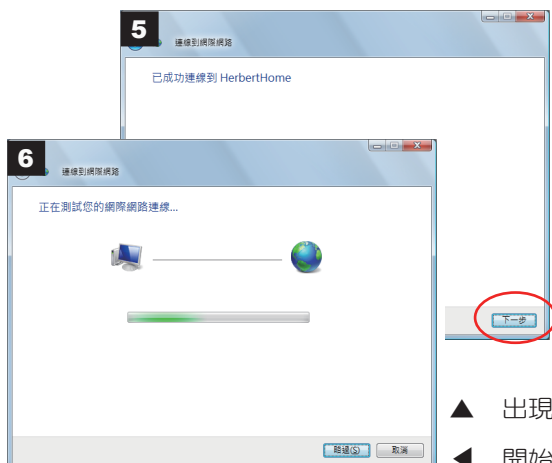 5
連線到網際網路
已成功連線到 HerbertHome
下一步
6
連線到網際網路
正在測試您的網際網路連線...
略過(S)
取消
▲ 出現
◀ 開始